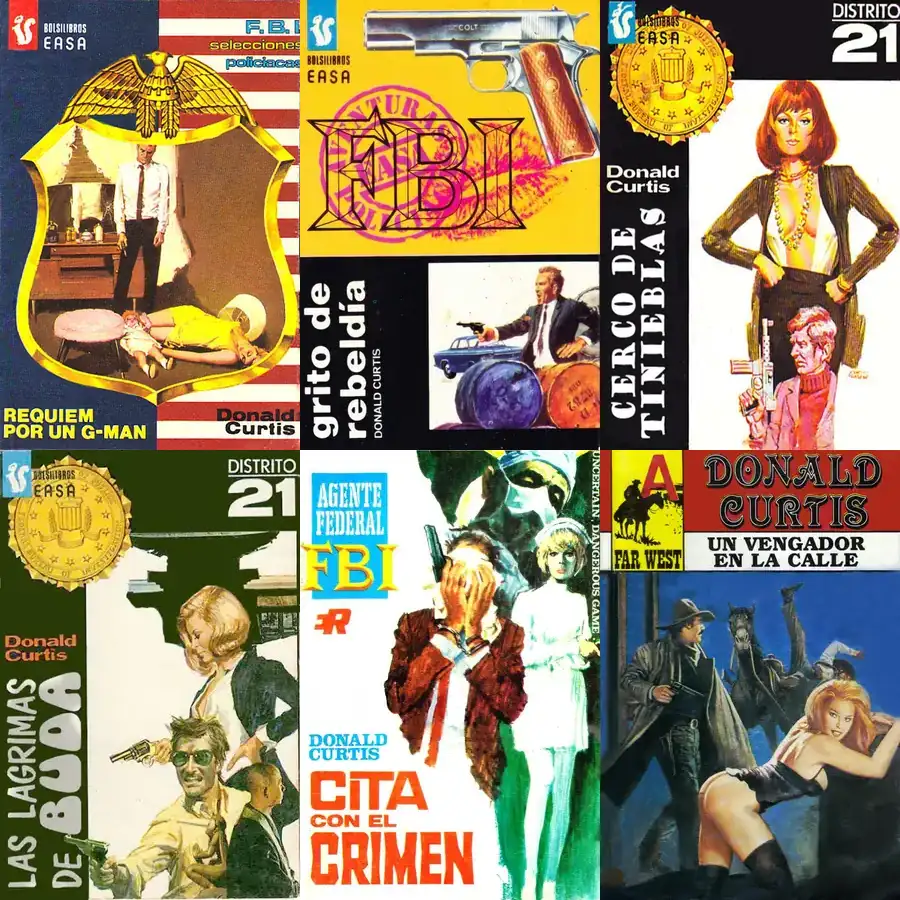 BOLSILIBROS
EASA
F.B.I
selecciones
policiacas
REQUIEM
POR UN G-MAN
Donald
Curtis
BOLSILIBROS
EASA
COLT
FBI
grito de
rebeldía
DONALD CURTIS
BOLSILIBROS
EASA
DISTRITO
21
BUREAU OF INVESTIGATION
Donald
Curtis
CERCO DE
TINIEBLAS
BOLSILIBROS
EASA
DISTRITO
21
Donald
Curtis
LAS LAGRIMAS
DE BUDA
AGENTE
FEDERAL
FBI
R
UNCERTAIN, DANGEROUS GAME
DONALD
CURTIS
CiTA
CON EL
CRIMEN
A
FAR WEST
DONALD
CURTIS
UN VENGADOR
EN LA CALLE